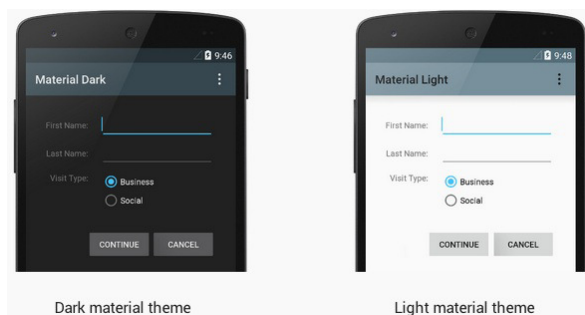 9:46
Material Dark
First Name:
Last Name:
Visit Type:
Business
Social
CONTINUE CANCEL
Dark material theme
9:48
Material Light
First Name:
Last Name:
Visit Type:
Business
Social
CONTINUE CANCEL
Light material theme